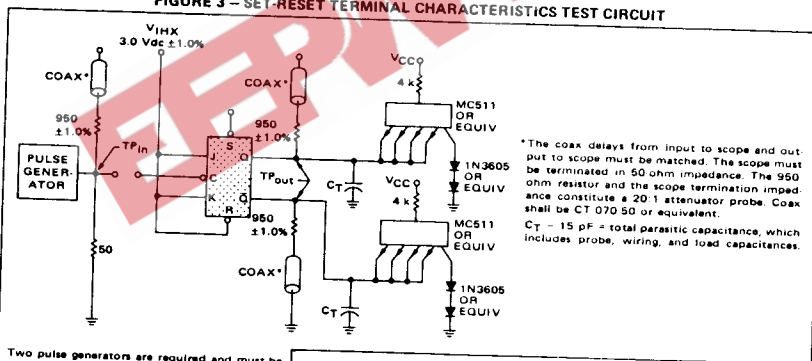 FIGURE 3 – SET-RESET TERMINAL CHARACTERISTICS TEST CIRCUIT
VIHX
3.0 Vdc ±1.0%
COAX*
COAX*
VCC
4 k
MC511
OR
EQUIV
950
±1.0%
950
±1.0%
TPin
S
J
Q
C
K
Q̅
R
PULSE
GENER-
ATOR
TPout
CT
1N3605
OR
EQUIV
VCC
4 k
950
±1.0%
MC511
OR
EQUIV
50
COAX*
CT
1N3605
OR
EQUIV
*The coax delays from input to scope and out-
put to scope must be matched. The scope must
be terminated in 50-ohm impedance. The 950
ohm resistor and the scope termination imped-
ance constitute a 20:1 attenuator probe. Coax
shall be CT 070 50 or equivalent.
CT – 15 pF = total parasitic capacitance, which
includes probe, wiring, and load capacitances.
Two pulse generators are required and must be
EEPW